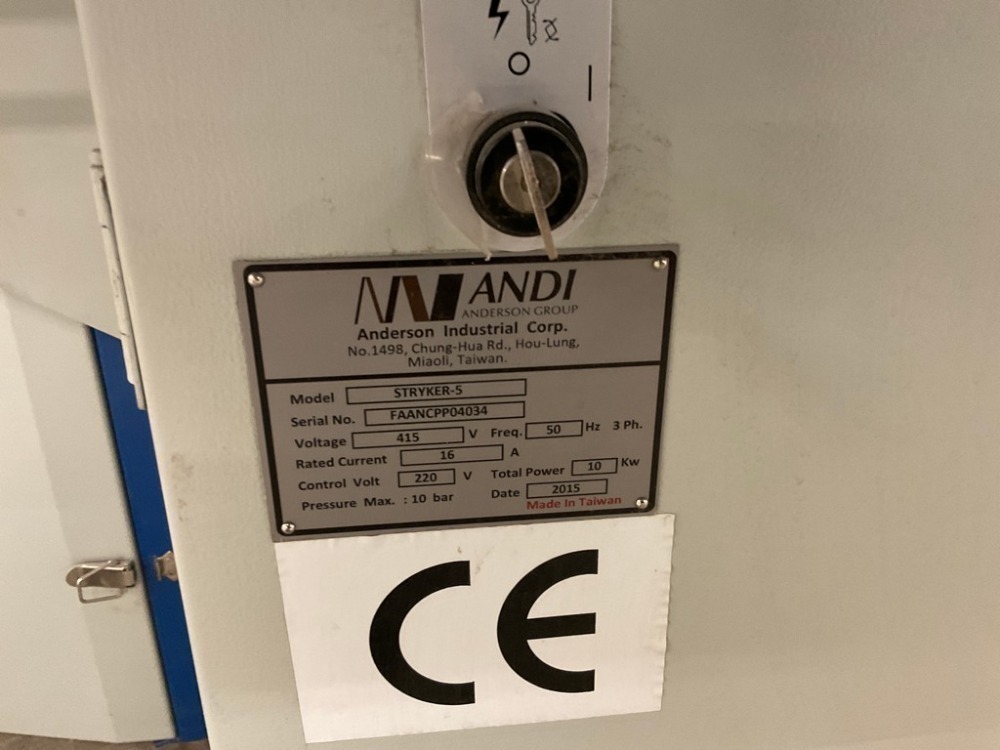 O
I
ANDI
ANDERSON GROUP
Anderson Industrial Corp.
No.1498, Chung-Hua Rd., Hou-Lung,
Miaoli, Taiwan.
Model STRYKER-5
Serial No. FAANCPP04034
Voltage 415 V Freq. 50 Hz 3 Ph.
Rated Current 16 A
Control Volt 220 V Total Power 10 Kw
Pressure Max. : 10 bar Date 2015
Made In Taiwan
CE